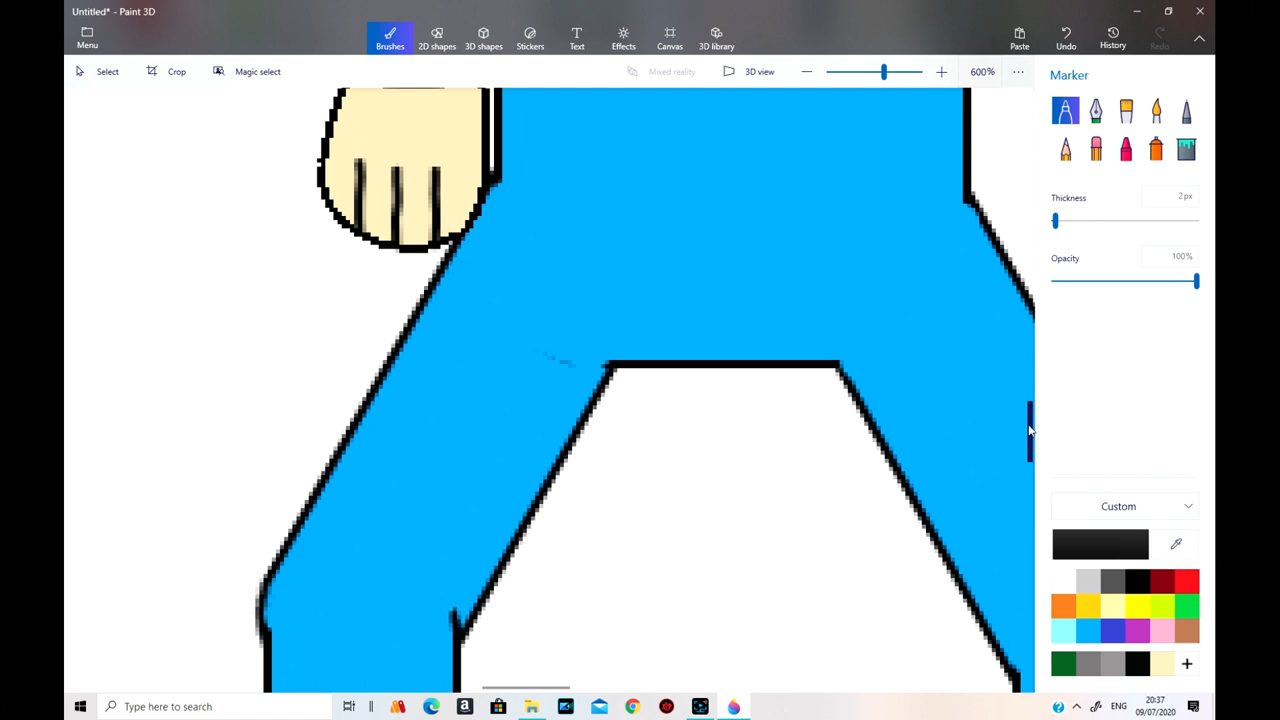 Untitled* - Paint 3D
Menu
Brushes
2D shapes
3D shapes
Stickers
Text
Effects
Canvas
3D library
Paste
Undo
History
Redo
Select
Crop
Magic select
Mixed reality
3D view
600%
Marker
Thickness
2px
Opacity
100%
Custom
Type here to search
ENG
20:37
09/07/2020